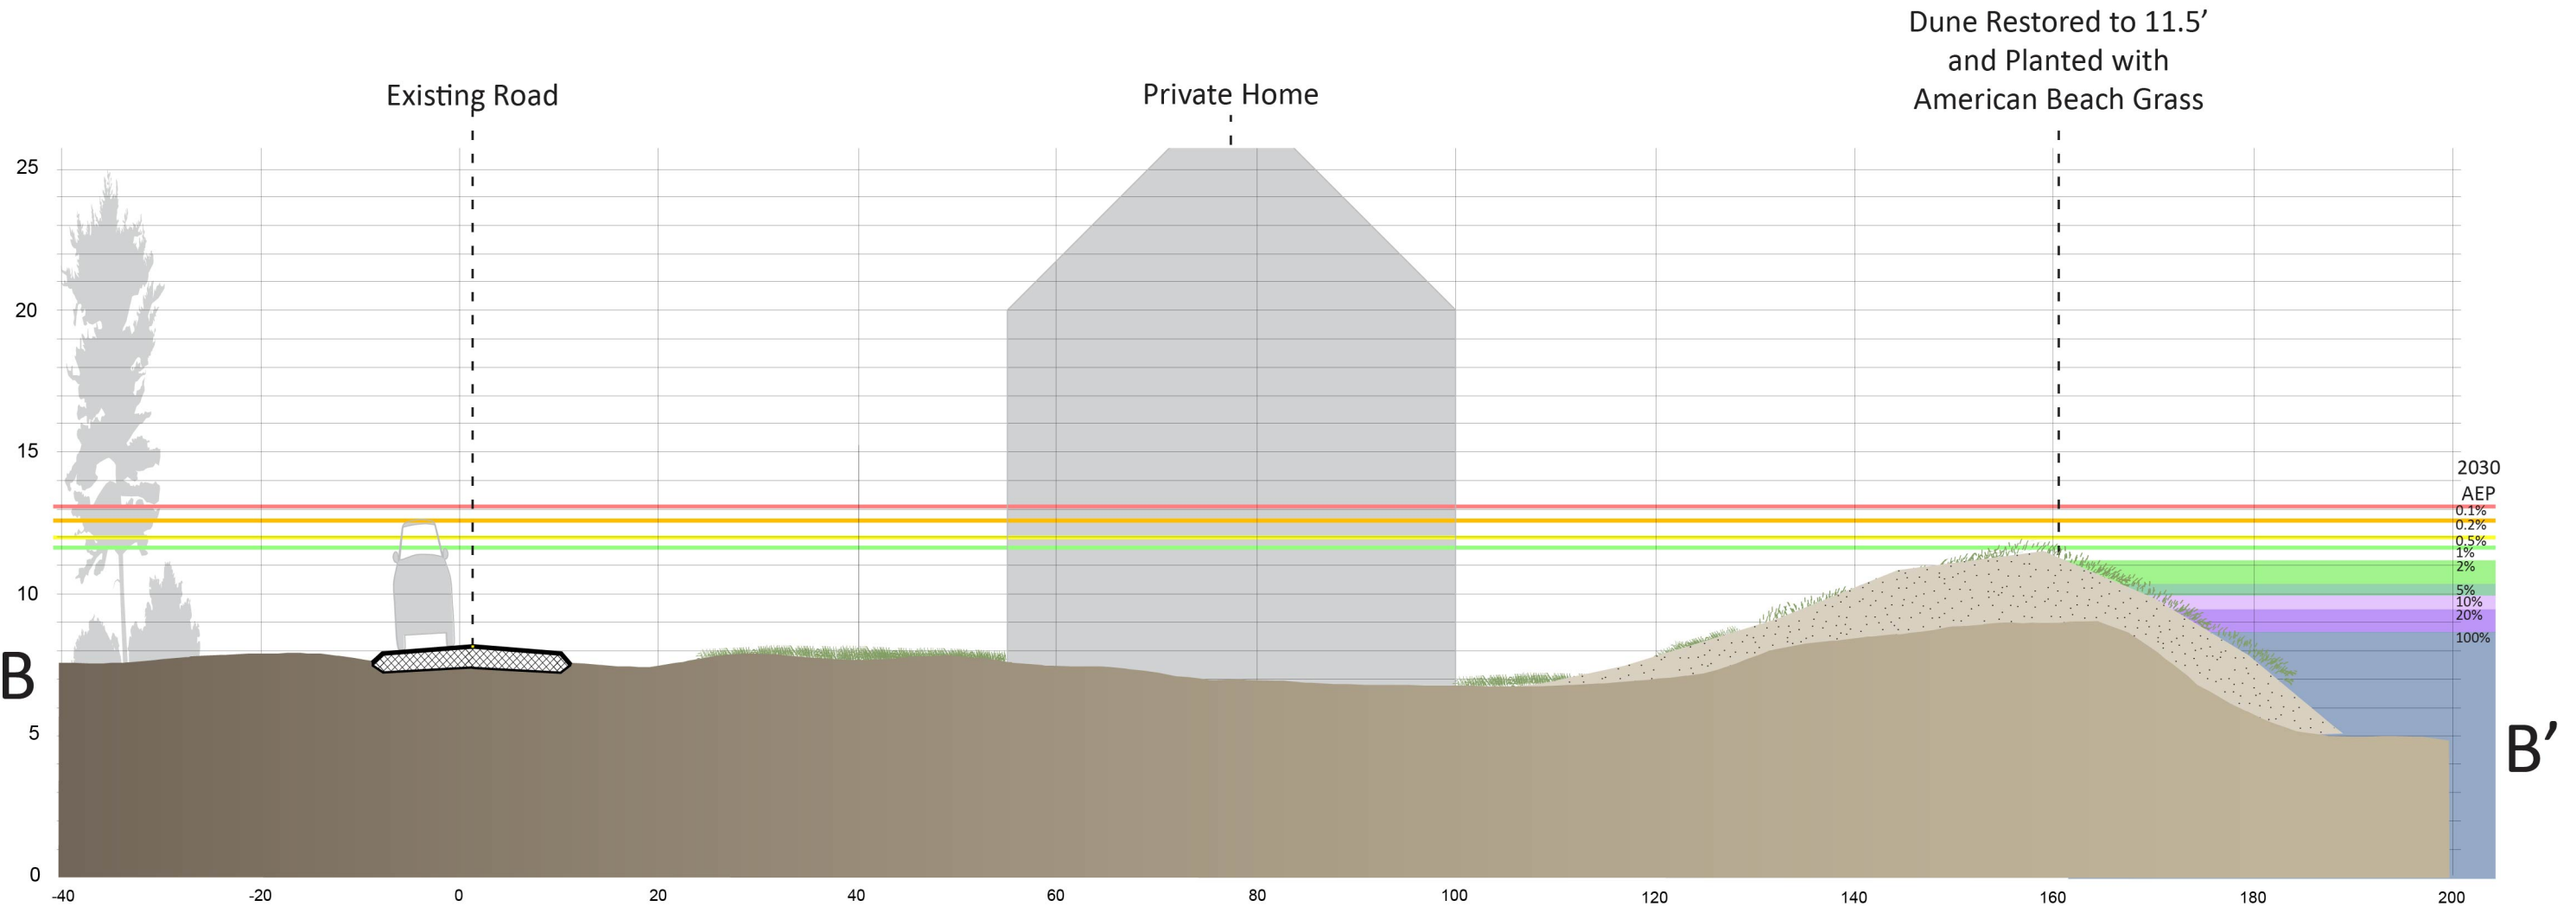 Dune Restored to 11.5’
and Planted with
American Beach Grass
Existing Road
Private Home
25
20
15
10
5
0
2030
AEP
0.1%
0.2%
0.5%
1%
2%
5%
10%
20%
100%
B
B’
-40 -20 0 20 40 60 80 100 120 140 160 180 200